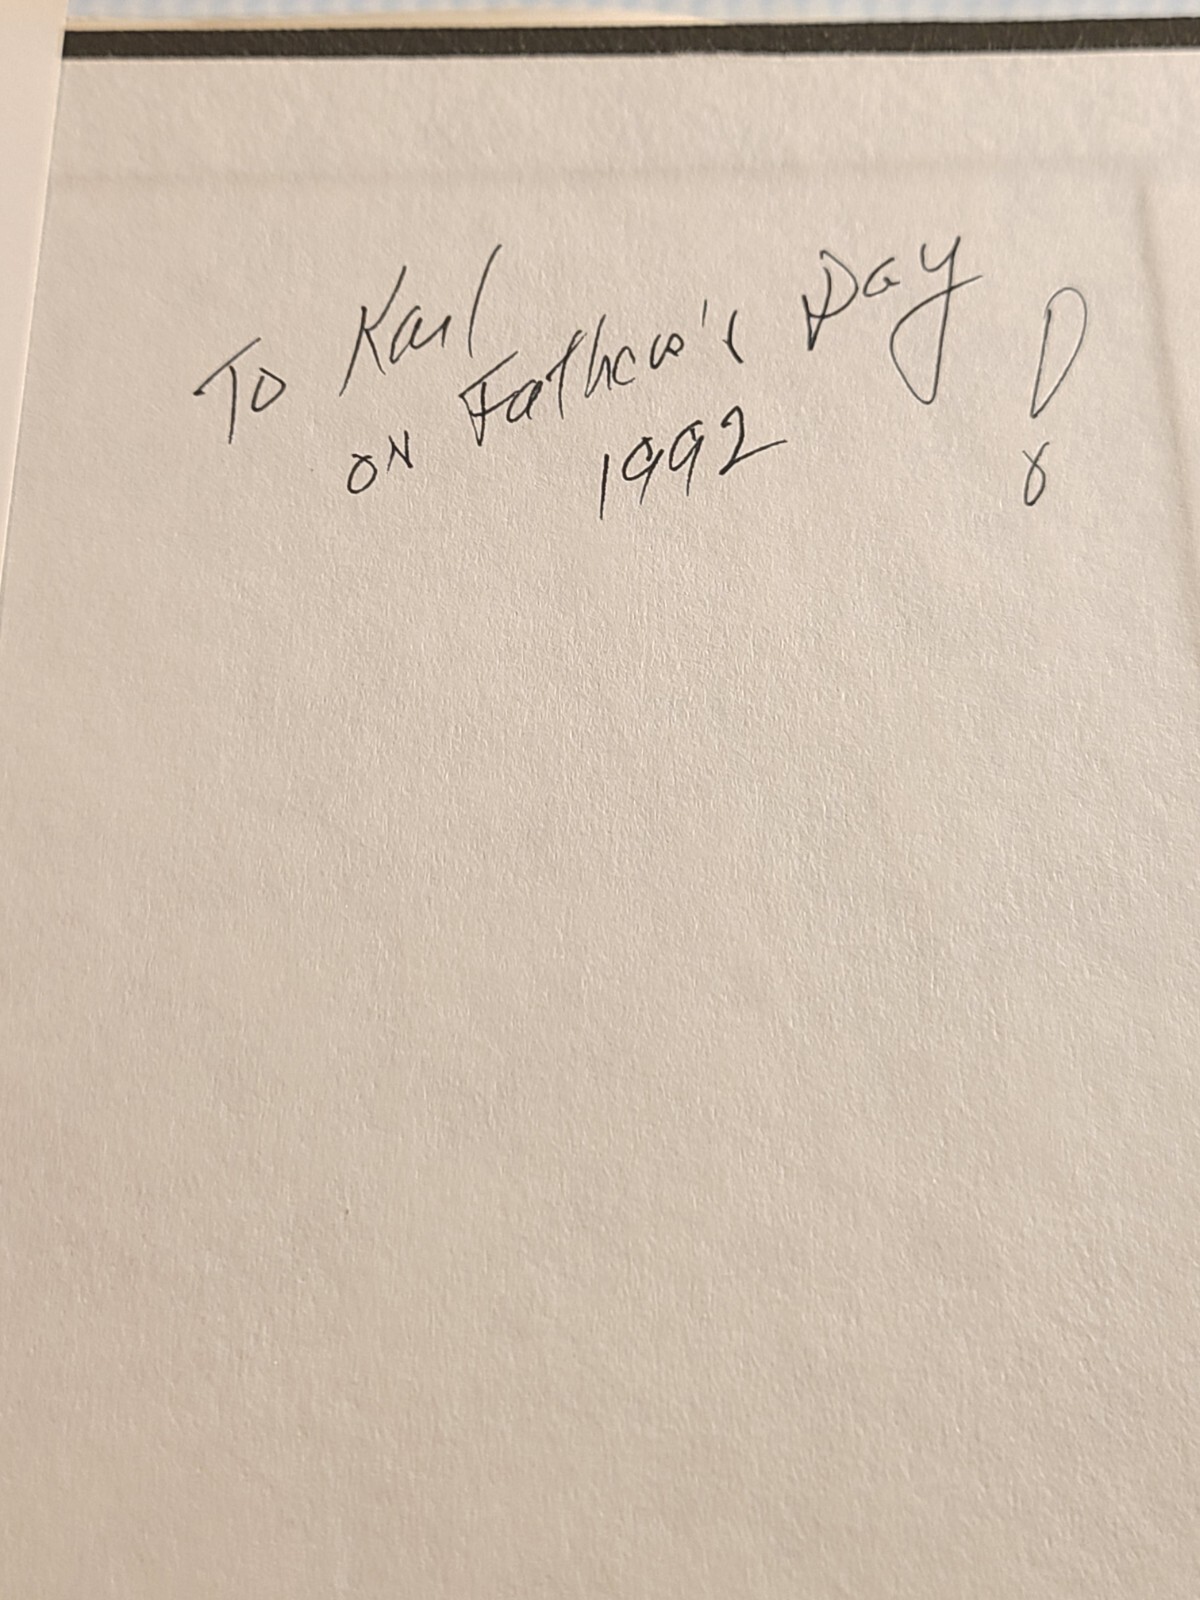 To Karl
on Father's Day !
1992